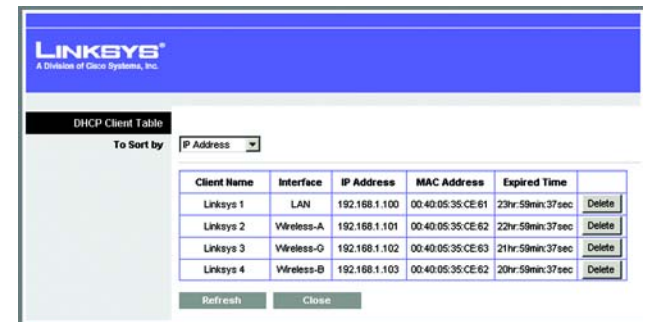 LINKSYS®
A Division of Cisco Systems, Inc.
DHCP Client Table
To Sort by IP Address
Client Name Interface IP Address MAC Address Expired Time
Linksys 1 LAN 192.168.1.100 00:40:05:35:CE:61 23hr:59min:37sec Delete
Linksys 2 Wireless-A 192.168.1.101 00:40:05:35:CE:62 22hr:59min:37sec Delete
Linksys 3 Wireless-G 192.168.1.102 00:40:05:35:CE:63 21hr:59min:37sec Delete
Linksys 4 Wireless-B 192.168.1.103 00:40:05:35:CE:62 20hr:59min:37sec Delete
Refresh Close